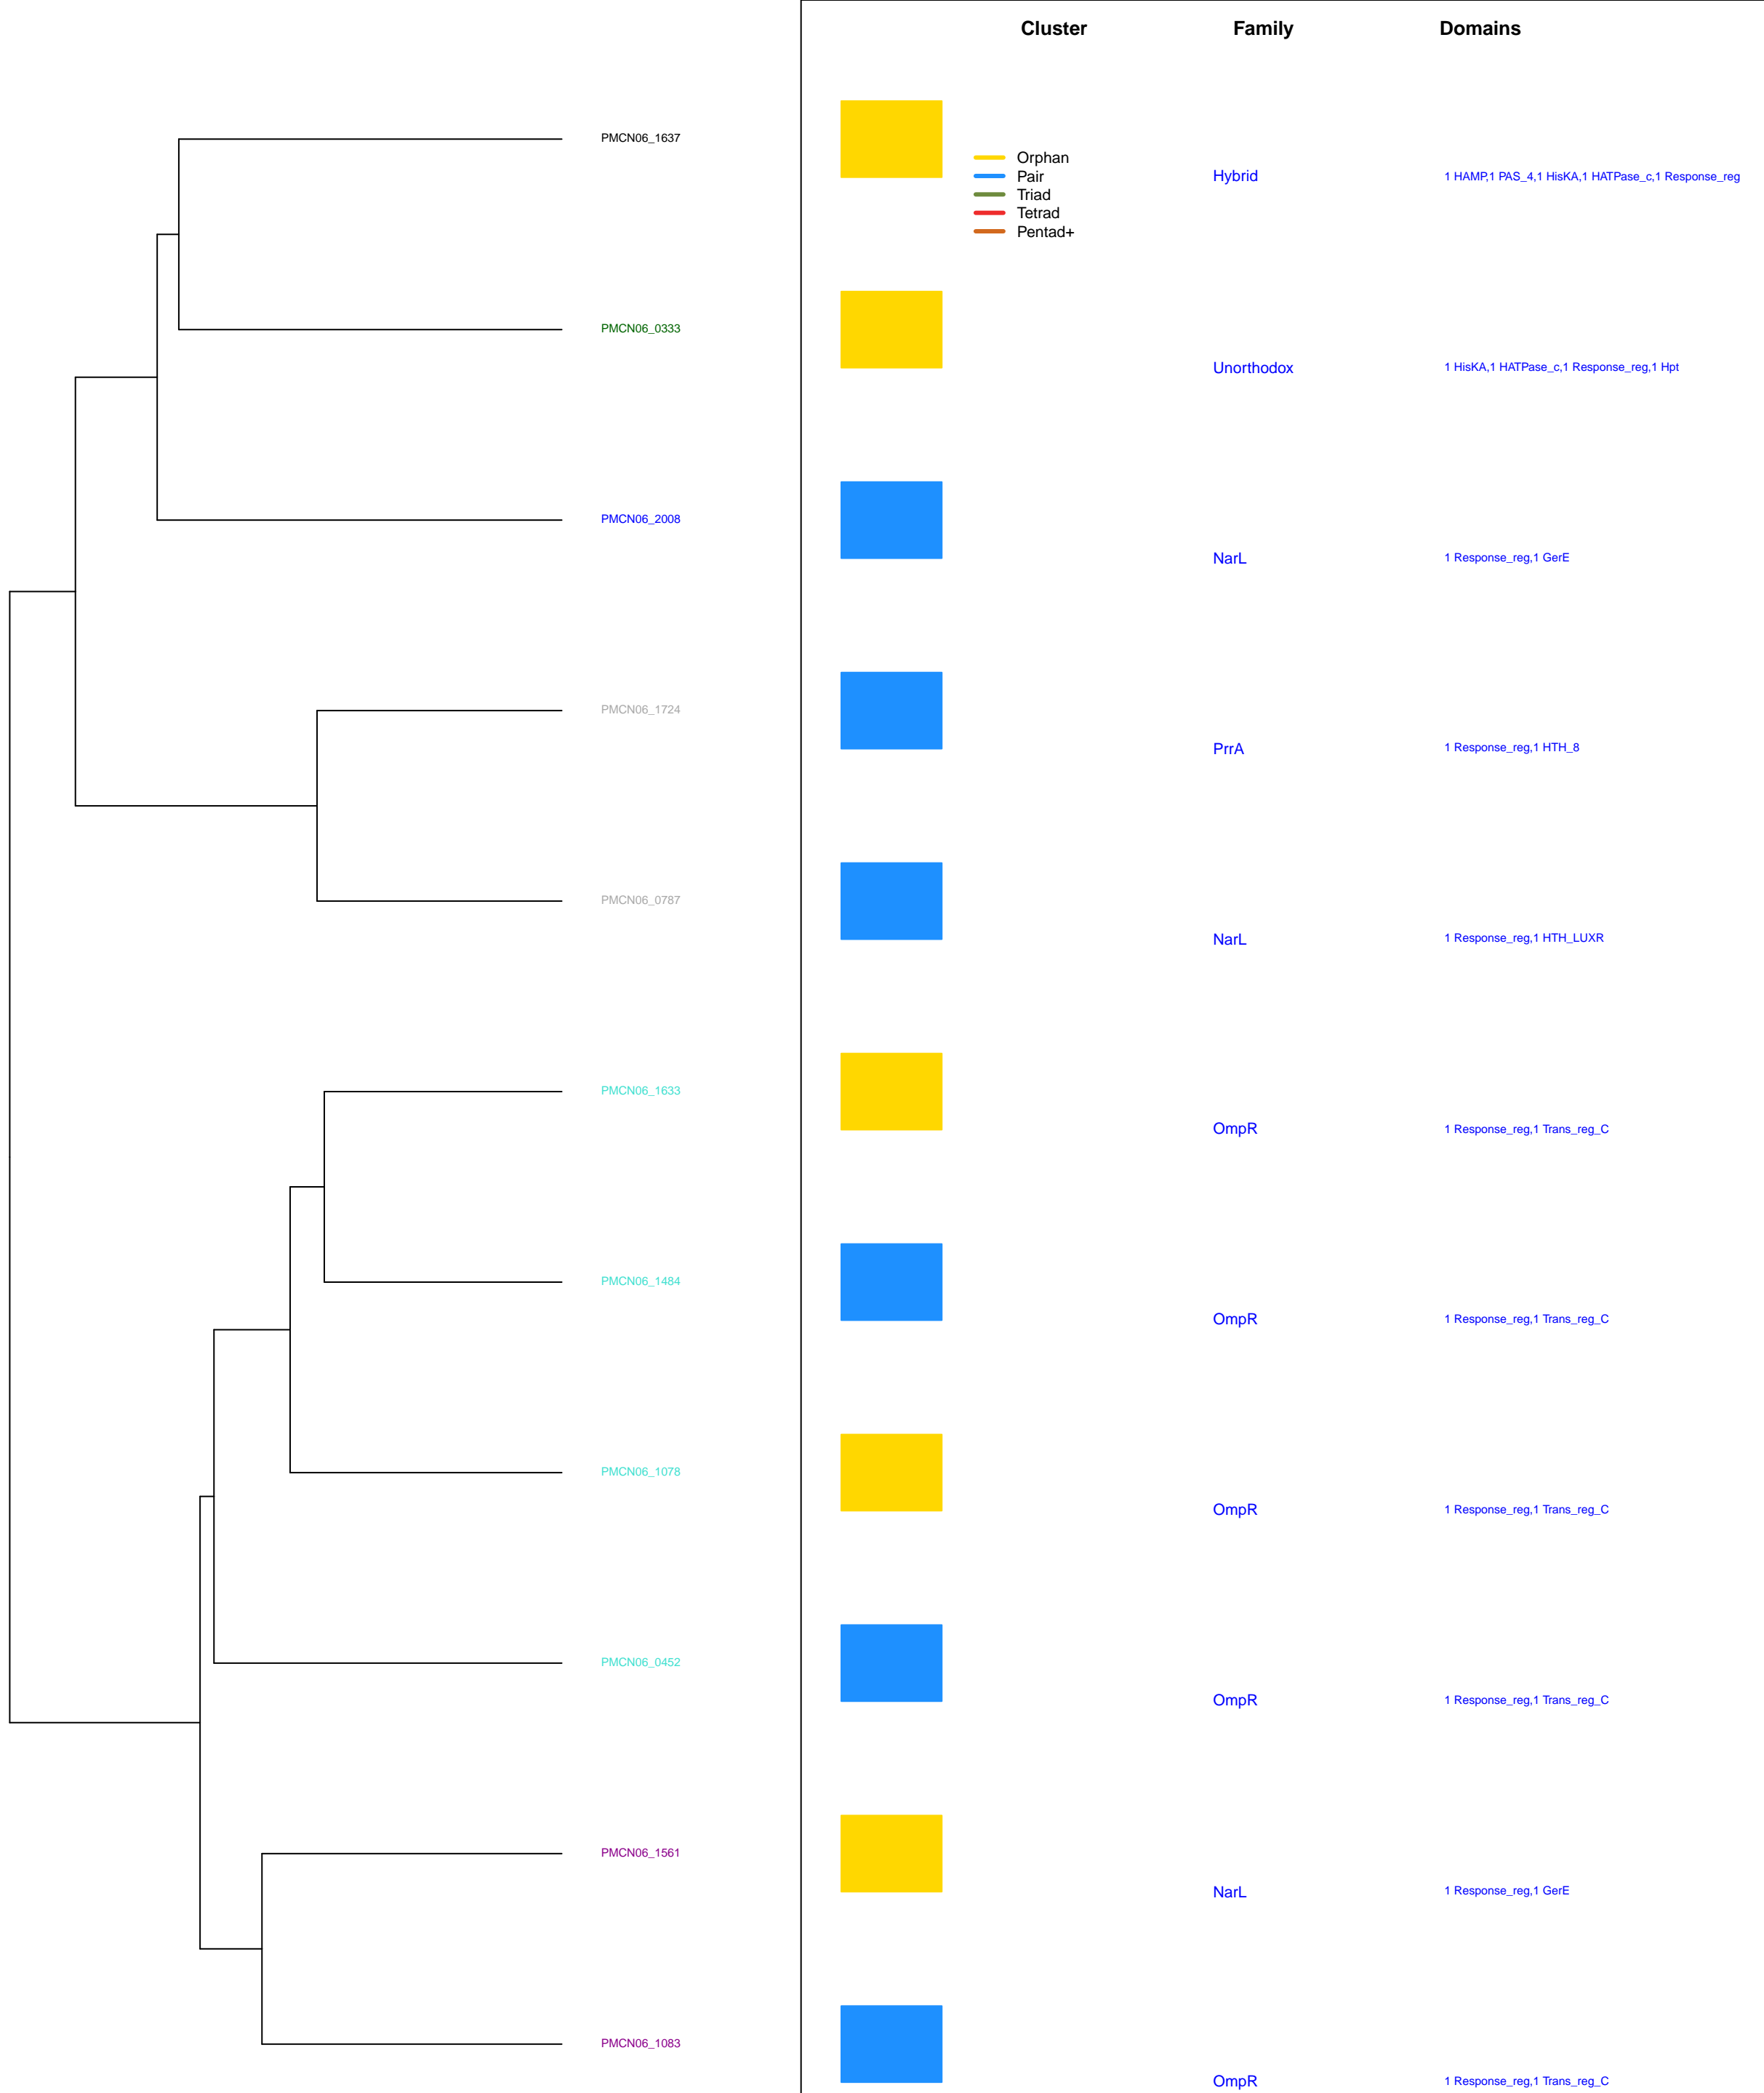 Cluster Family Domains
PMCN06_1637
Orphan
Pair
Triad
Tetrad
Pentad+
Hybrid 1 HAMP,1 PAS_4,1 HisKA,1 HATPase_c,1 Response_reg
PMCN06_0333
Unorthodox 1 HisKA,1 HATPase_c,1 Response_reg,1 Hpt
PMCN06_2008
NarL 1 Response_reg,1 GerE
PMCN06_1724
PrrA 1 Response_reg,1 HTH_8
PMCN06_0787
NarL 1 Response_reg,1 HTH_LUXR
PMCN06_1633
OmpR 1 Response_reg,1 Trans_reg_C
PMCN06_1484
OmpR 1 Response_reg,1 Trans_reg_C
PMCN06_1078
OmpR 1 Response_reg,1 Trans_reg_C
PMCN06_0452
OmpR 1 Response_reg,1 Trans_reg_C
PMCN06_1561
NarL 1 Response_reg,1 GerE
PMCN06_1083
OmpR 1 Response_reg,1 Trans_reg_C